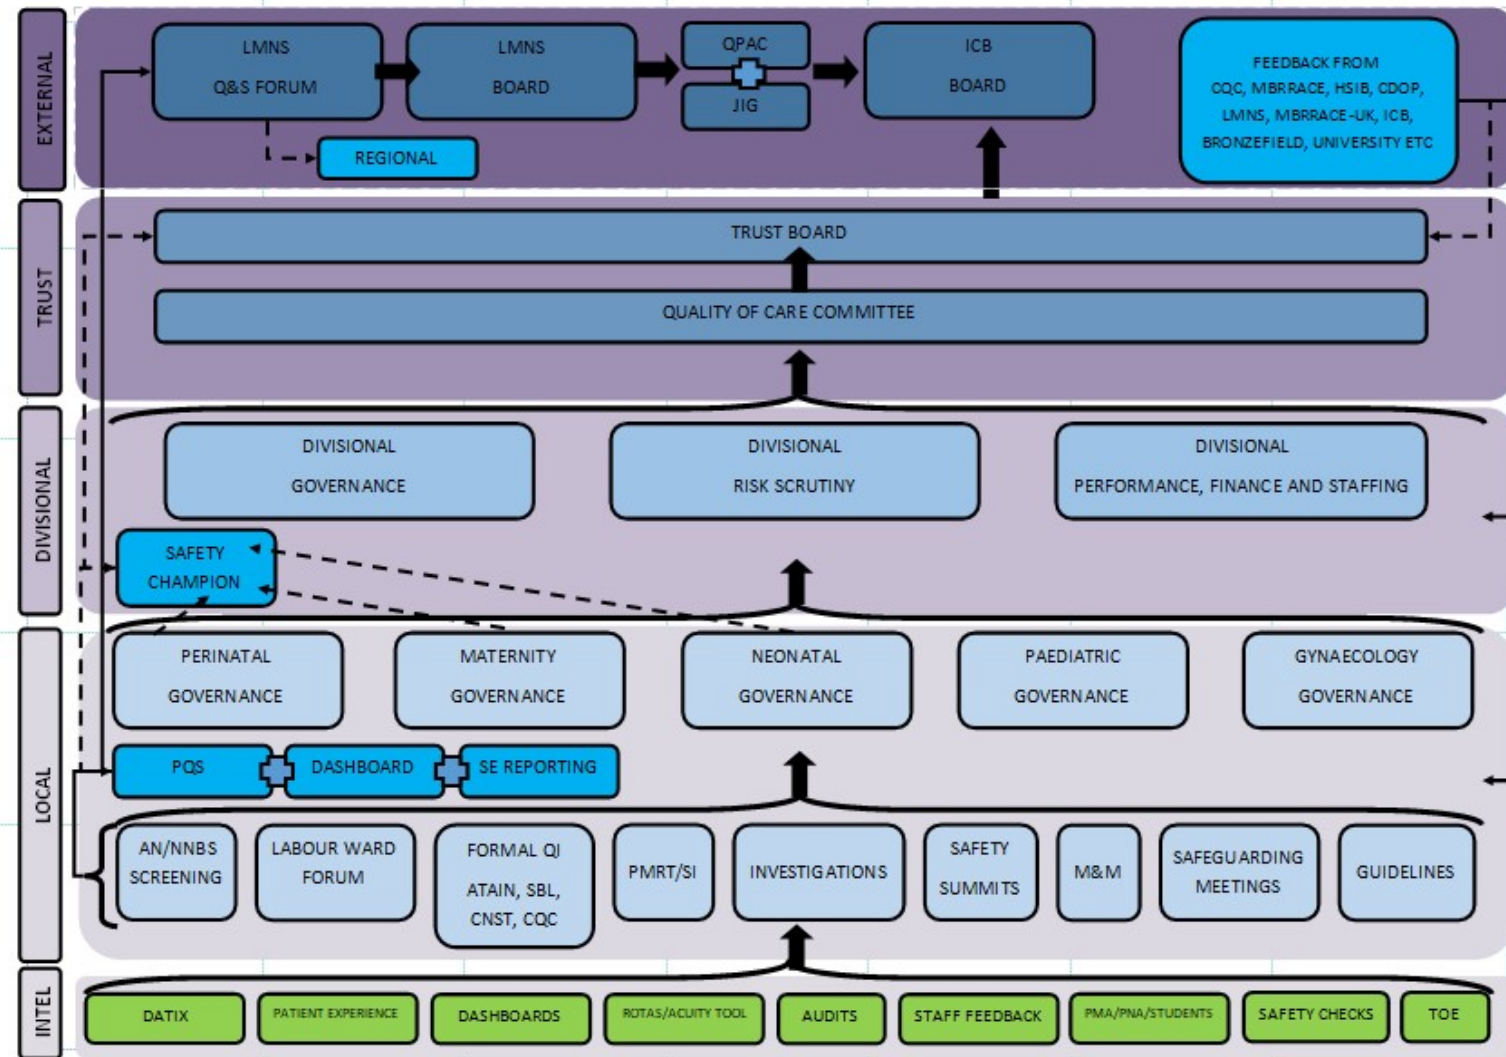 EXTERNAL
LMNS
Q&S FORUM
LMNS
BOARD
QPAC
JIG
ICB
BOARD
FEEDBACK FROM
CQC, MBRRACE, HSIB, CDOP,
LMNS, MBRRACE-UK, ICB,
BRONZEFIELD, UNIVERSITY ETC
REGIONAL
TRUST
TRUST BOARD
QUALITY OF CARE COMMITTEE
DIVISIONAL
DIVISIONAL
GOVERNANCE
DIVISIONAL
RISK SCRUTINY
DIVISIONAL
PERFORMANCE, FINANCE AND STAFFING
SAFETY
CHAMPION
LOCAL
PERINATAL
GOVERNANCE
MATERNITY
GOVERNANCE
NEONATAL
GOVERNANCE
PAEDIATRIC
GOVERNANCE
GYNAECOLOGY
GOVERNANCE
PQS
DASHBOARD
SE REPORTING
AN/NNBS
SCREENING
LABOUR WARD
FORUM
FORMAL QI
ATAIN, SBL,
CNST, CQC
PMRT/SI
INVESTIGATIONS
SAFETY
SUMMITS
M&M
SAFEGUARDING
MEETINGS
GUIDELINES
INTEL
DATIX
PATIENT EXPERIENCE
DASHBOARDS
ROTAS/ACUITY TOOL
AUDITS
STAFF FEEDBACK
PMA/PNA/STUDENTS
SAFETY CHECKS
TOE